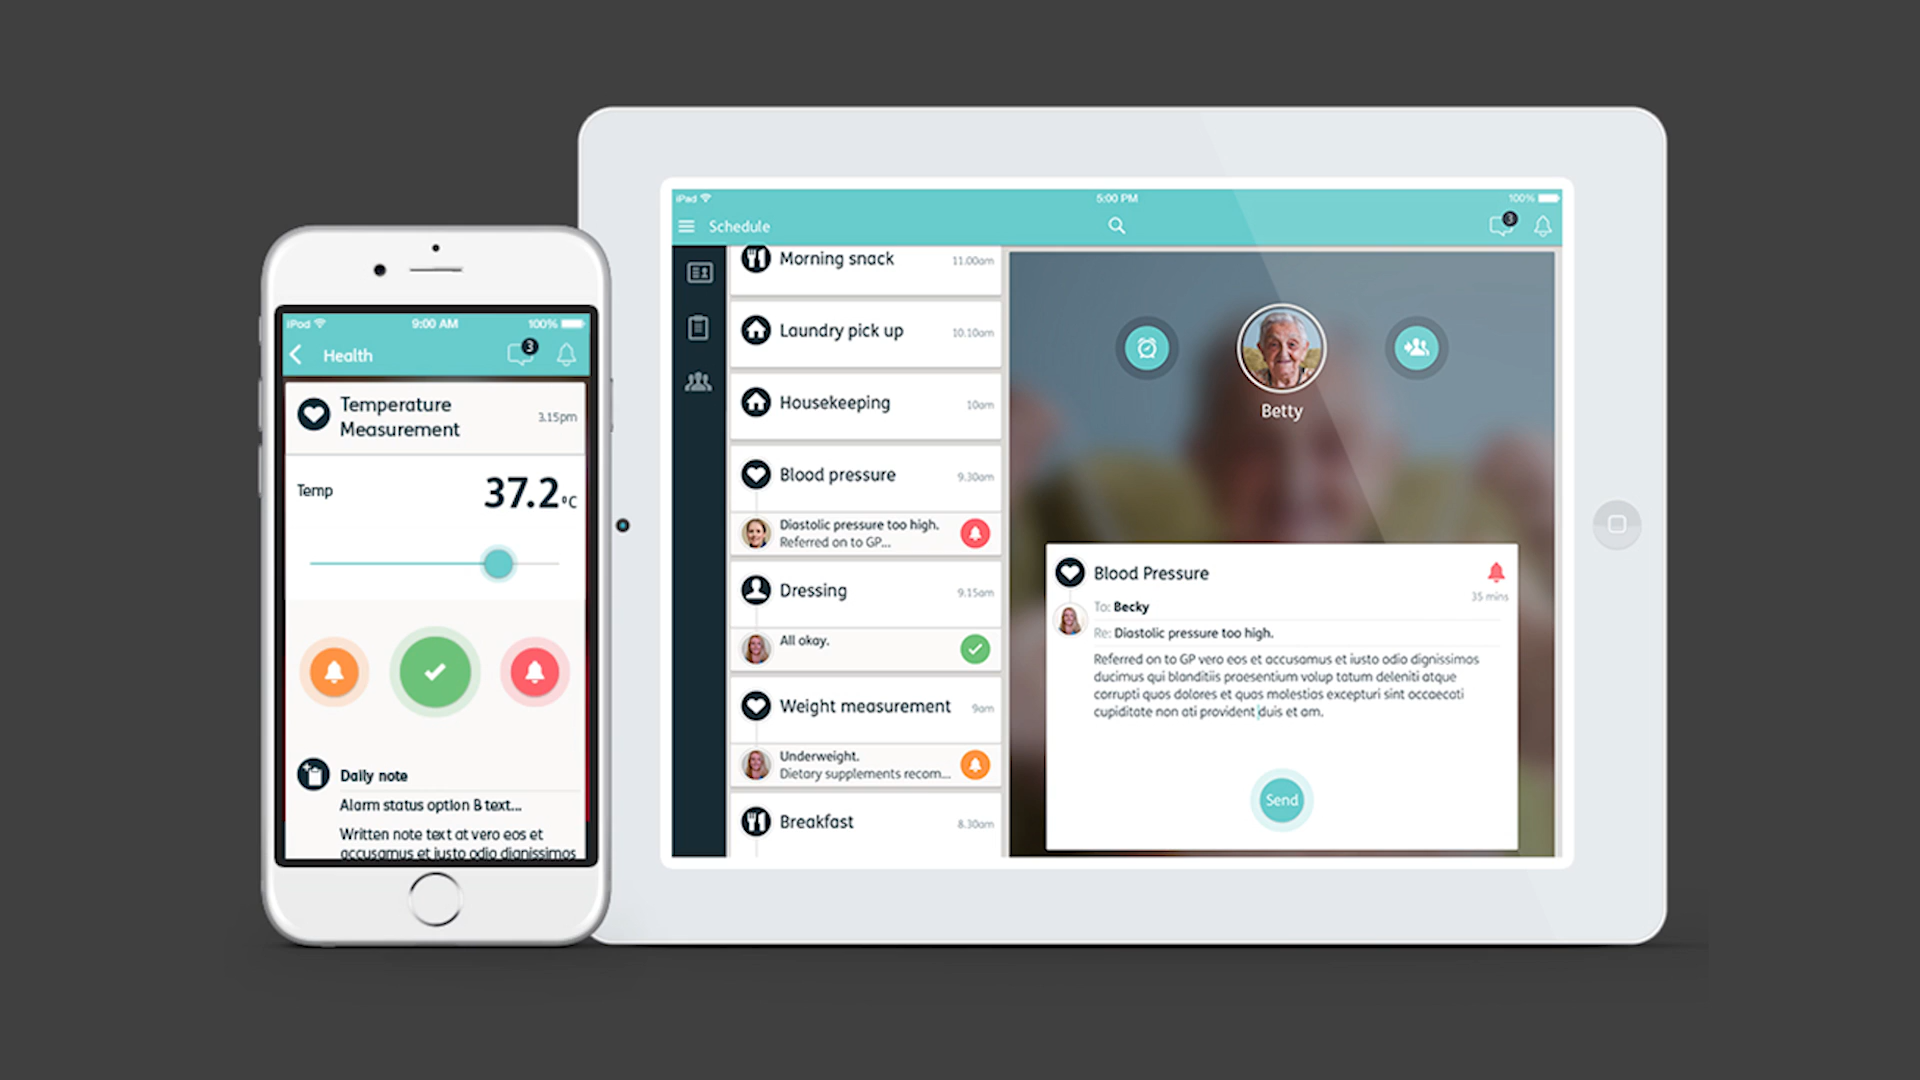 iPod
9:00 AM
100%
Health
3
Temperature
Measurement
3.15pm
Temp
37.2°C
Daily note
Alarm status option B text...
Written note text at vero eos et
accusamus et iusto odio dignissimos
iPad
5:00 PM
100%
Schedule
3
Morning snack
11.00am
Laundry pick up
10.10am
Housekeeping
10am
Blood pressure
9.30am
Diastolic pressure too high.
Referred on to GP...
Dressing
9.15am
All okay.
Weight measurement
9am
Underweight.
Dietary supplements recom...
Breakfast
8.30am
Betty
Blood Pressure
35 mins
To: Becky
Re: Diastolic pressure too high.
Referred on to GP vero eos et accusamus et iusto odio dignissimos
ducimus qui blanditiis praesentium volup tatum deleniti atque
corrupti quos dolores et quas molestias excepturi sint occaecati
cupiditate non ati provident duis et am.
Send